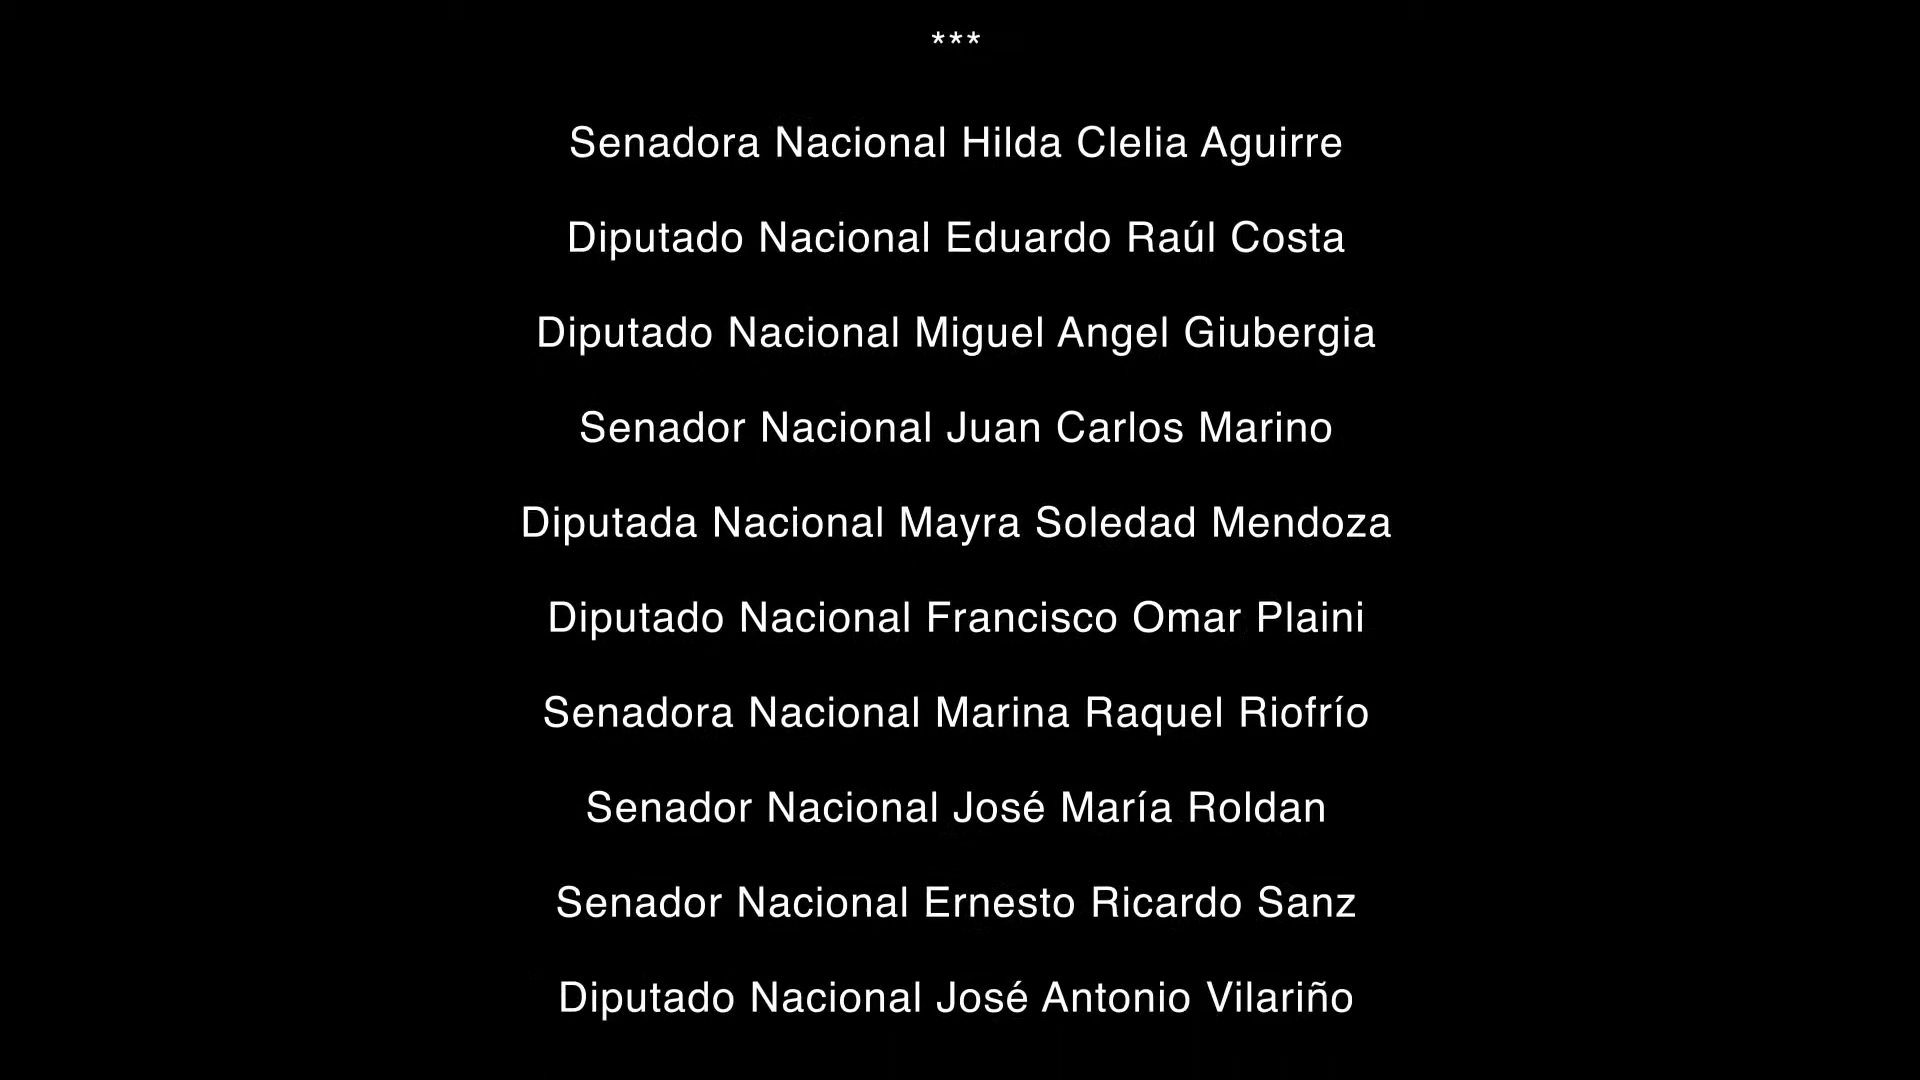 ***
Senadora Nacional Hilda Clelia Aguirre
Diputado Nacional Eduardo Raúl Costa
Diputado Nacional Miguel Angel Giubergia
Senador Nacional Juan Carlos Marino
Diputada Nacional Mayra Soledad Mendoza
Diputado Nacional Francisco Omar Plaini
Senadora Nacional Marina Raquel Riofrío
Senador Nacional José María Roldan
Senador Nacional Ernesto Ricardo Sanz
Diputado Nacional José Antonio Vilariño